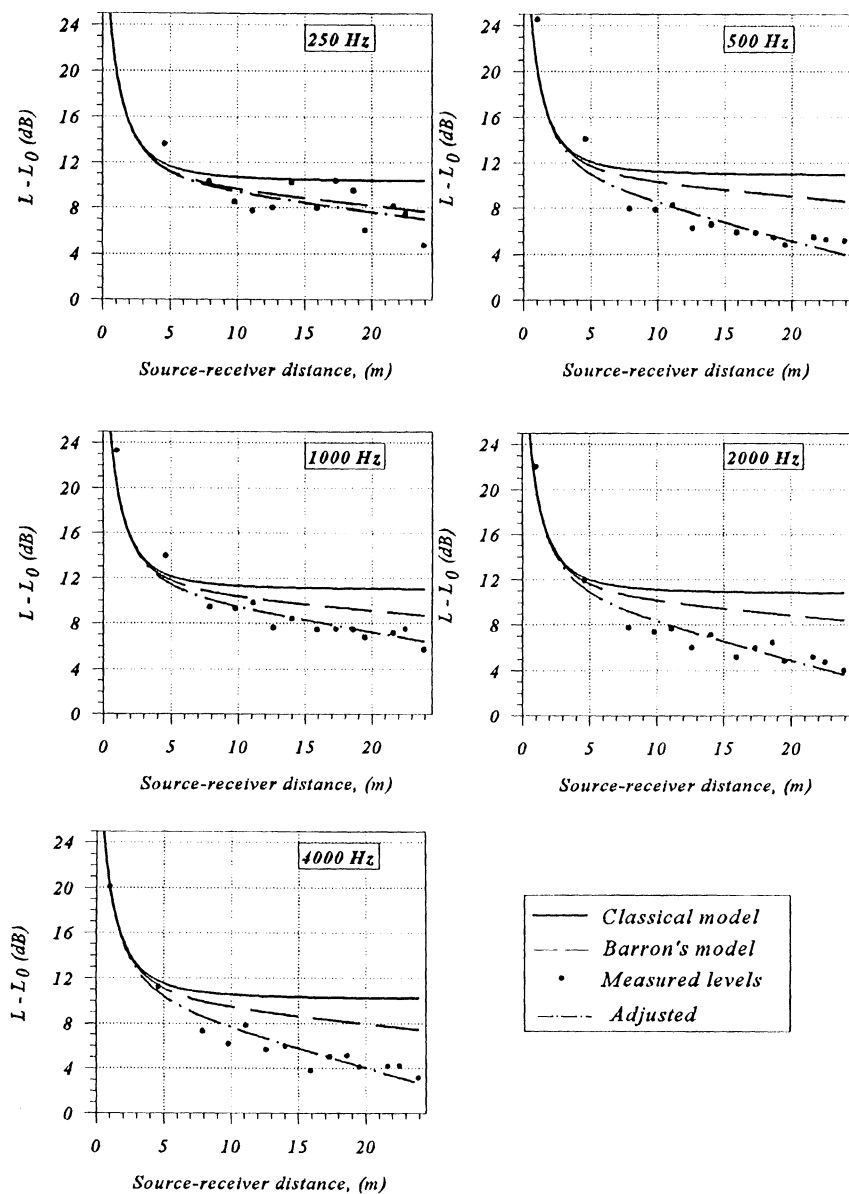 250 Hz
24
20
16
12
8
4
0
L - L0 (dB)
0 5 10 15 20
Source-receiver distance, (m)
500 Hz
24
20
16
12
8
4
0
L - L0 (dB)
0 5 10 15 20
Source-receiver distance (m)
1000 Hz
24
20
16
12
8
4
0
L - L0 (dB)
0 5 10 15 20
Source-receiver distance, (m)
2000 Hz
24
20
16
12
8
4
0
L - L0 (dB)
0 5 10 15 20
Source-receiver distance, (m)
4000 Hz
24
20
16
12
8
4
0
L - L0 (dB)
0 5 10 15 20
Source-receiver distance, (m)
Classical model
Barron's model
Measured levels
Adjusted